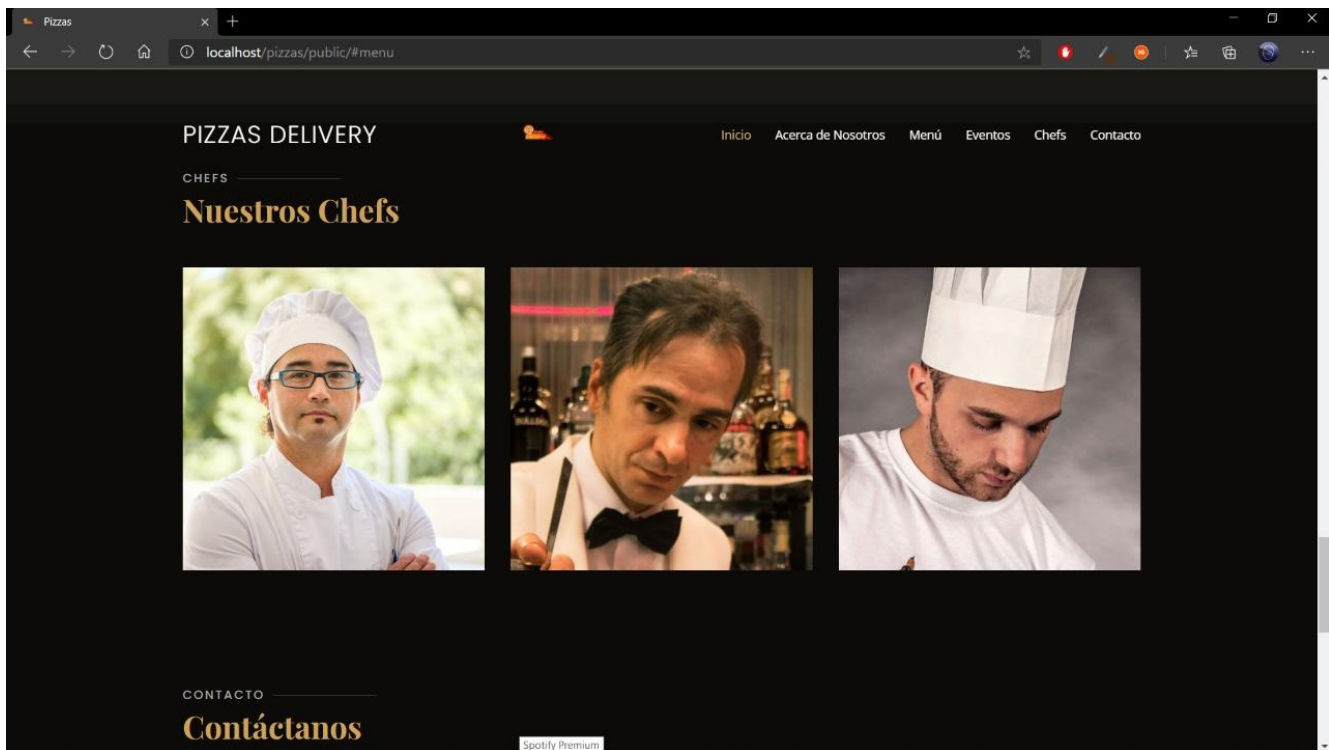 Pizzas
localhost/pizzas/public/#menu
PIZZAS DELIVERY
Inicio
Acerca de Nosotros
Menú
Eventos
Chefs
Contacto
CHEFS
Nuestros Chefs
CONTACTO
Contáctanos
Spotify Premium